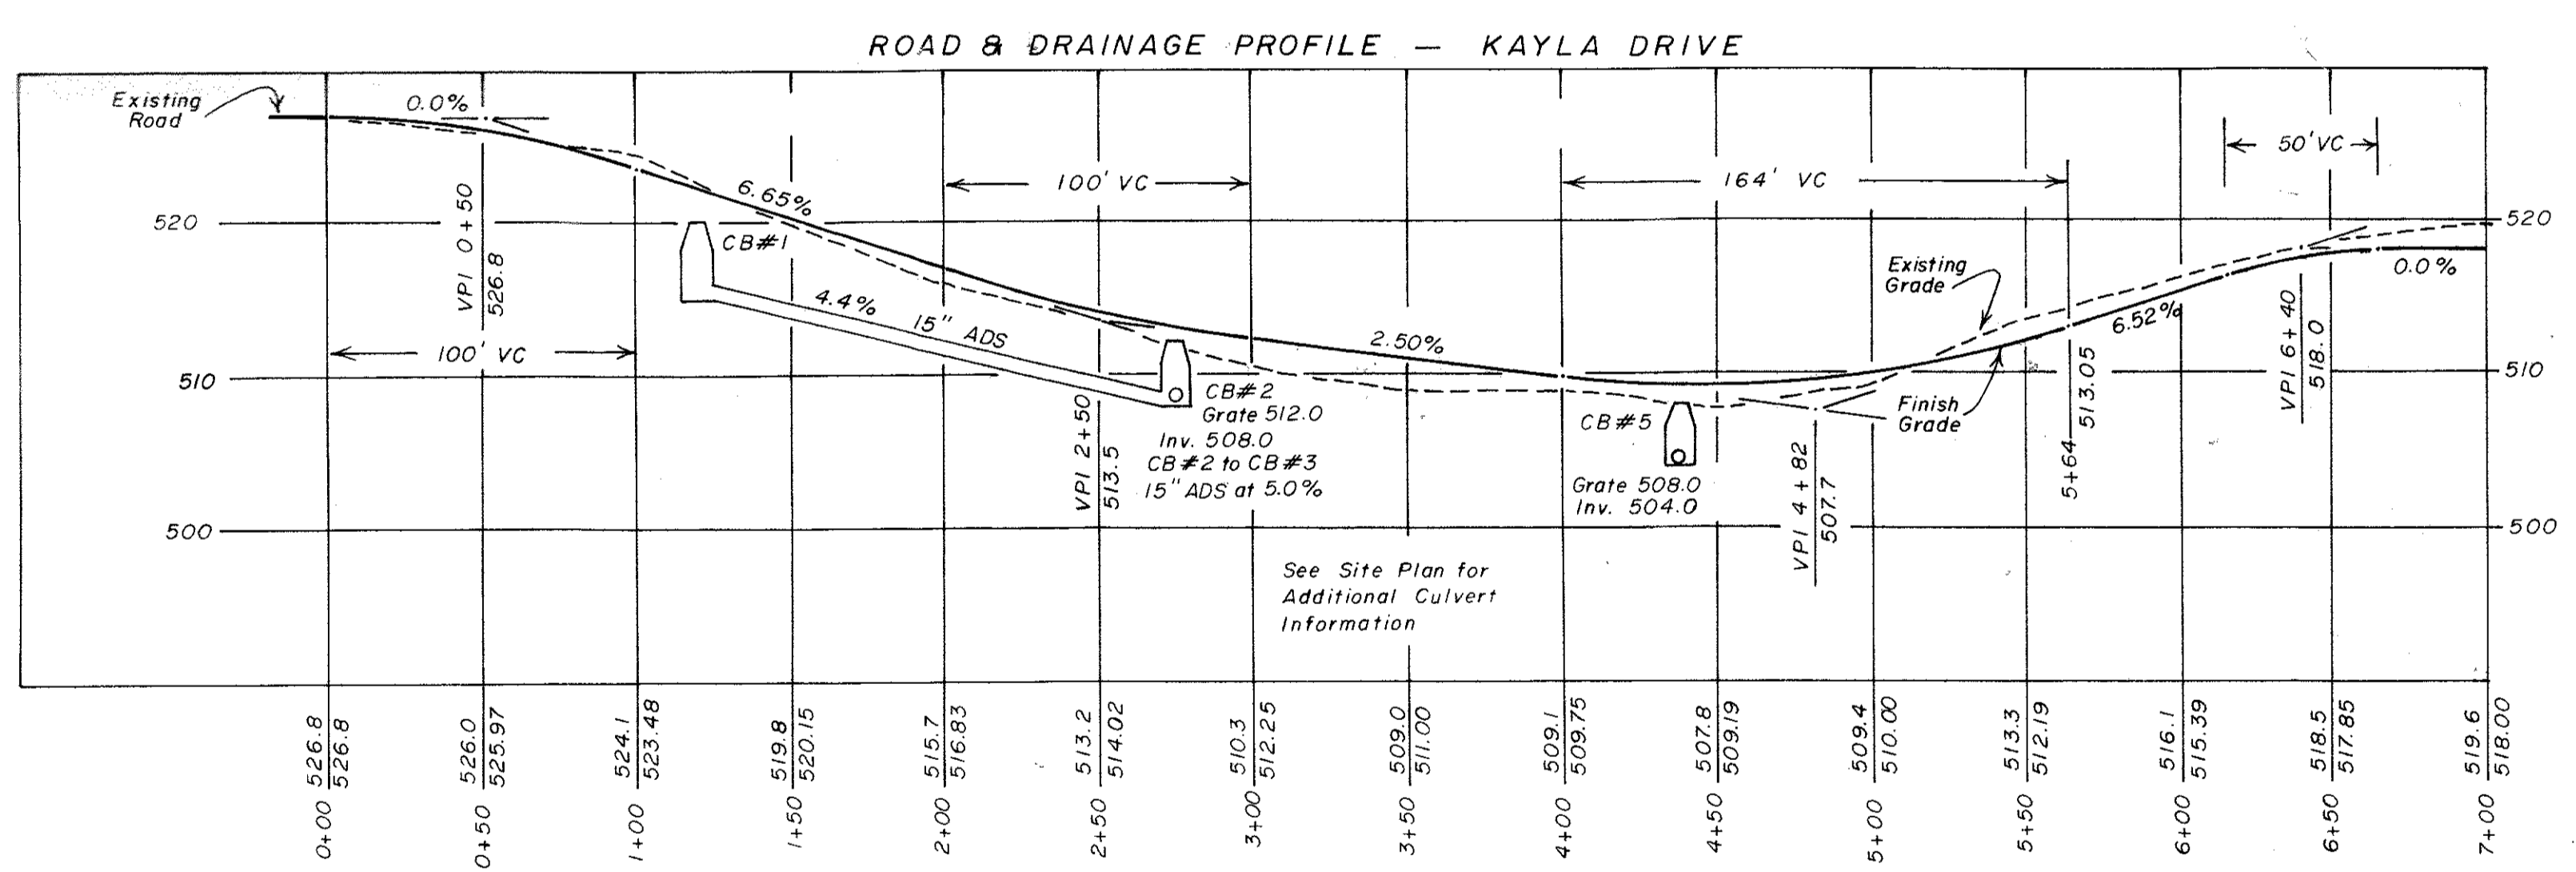 ROAD & DRAINAGE PROFILE — KAYLA DRIVE
Existing
Road
0.0%
6.65%
100' VC
164' VC
50' VC
520
CB#1
VPI 0+50
526.8
4.4%
15" ADS
100' VC
2.50%
Existing
Grade
6.52%
0.0%
520
510
CB#2
Grate 512.0
Inv. 508.0
CB#2 to CB#3
15" ADS at 5.0%
VPI 2+50
513.5
CB#5
Grate 508.0
Inv. 504.0
Finish
Grade
VPI 4+82
507.7
5+64
513.05
VPI 6+40
518.0
510
500
See Site Plan for
Additional Culvert
Information
500
526.8
526.8
0+00
526.0
525.97
0+50
524.1
523.48
1+00
519.8
520.15
1+50
515.7
516.83
2+00
513.2
514.02
2+50
510.3
512.25
3+00
509.0
511.00
3+50
509.1
509.75
4+00
507.8
509.19
4+50
509.4
510.00
5+00
513.3
512.19
5+50
516.1
515.39
6+00
518.5
517.85
6+50
519.6
518.00
7+00